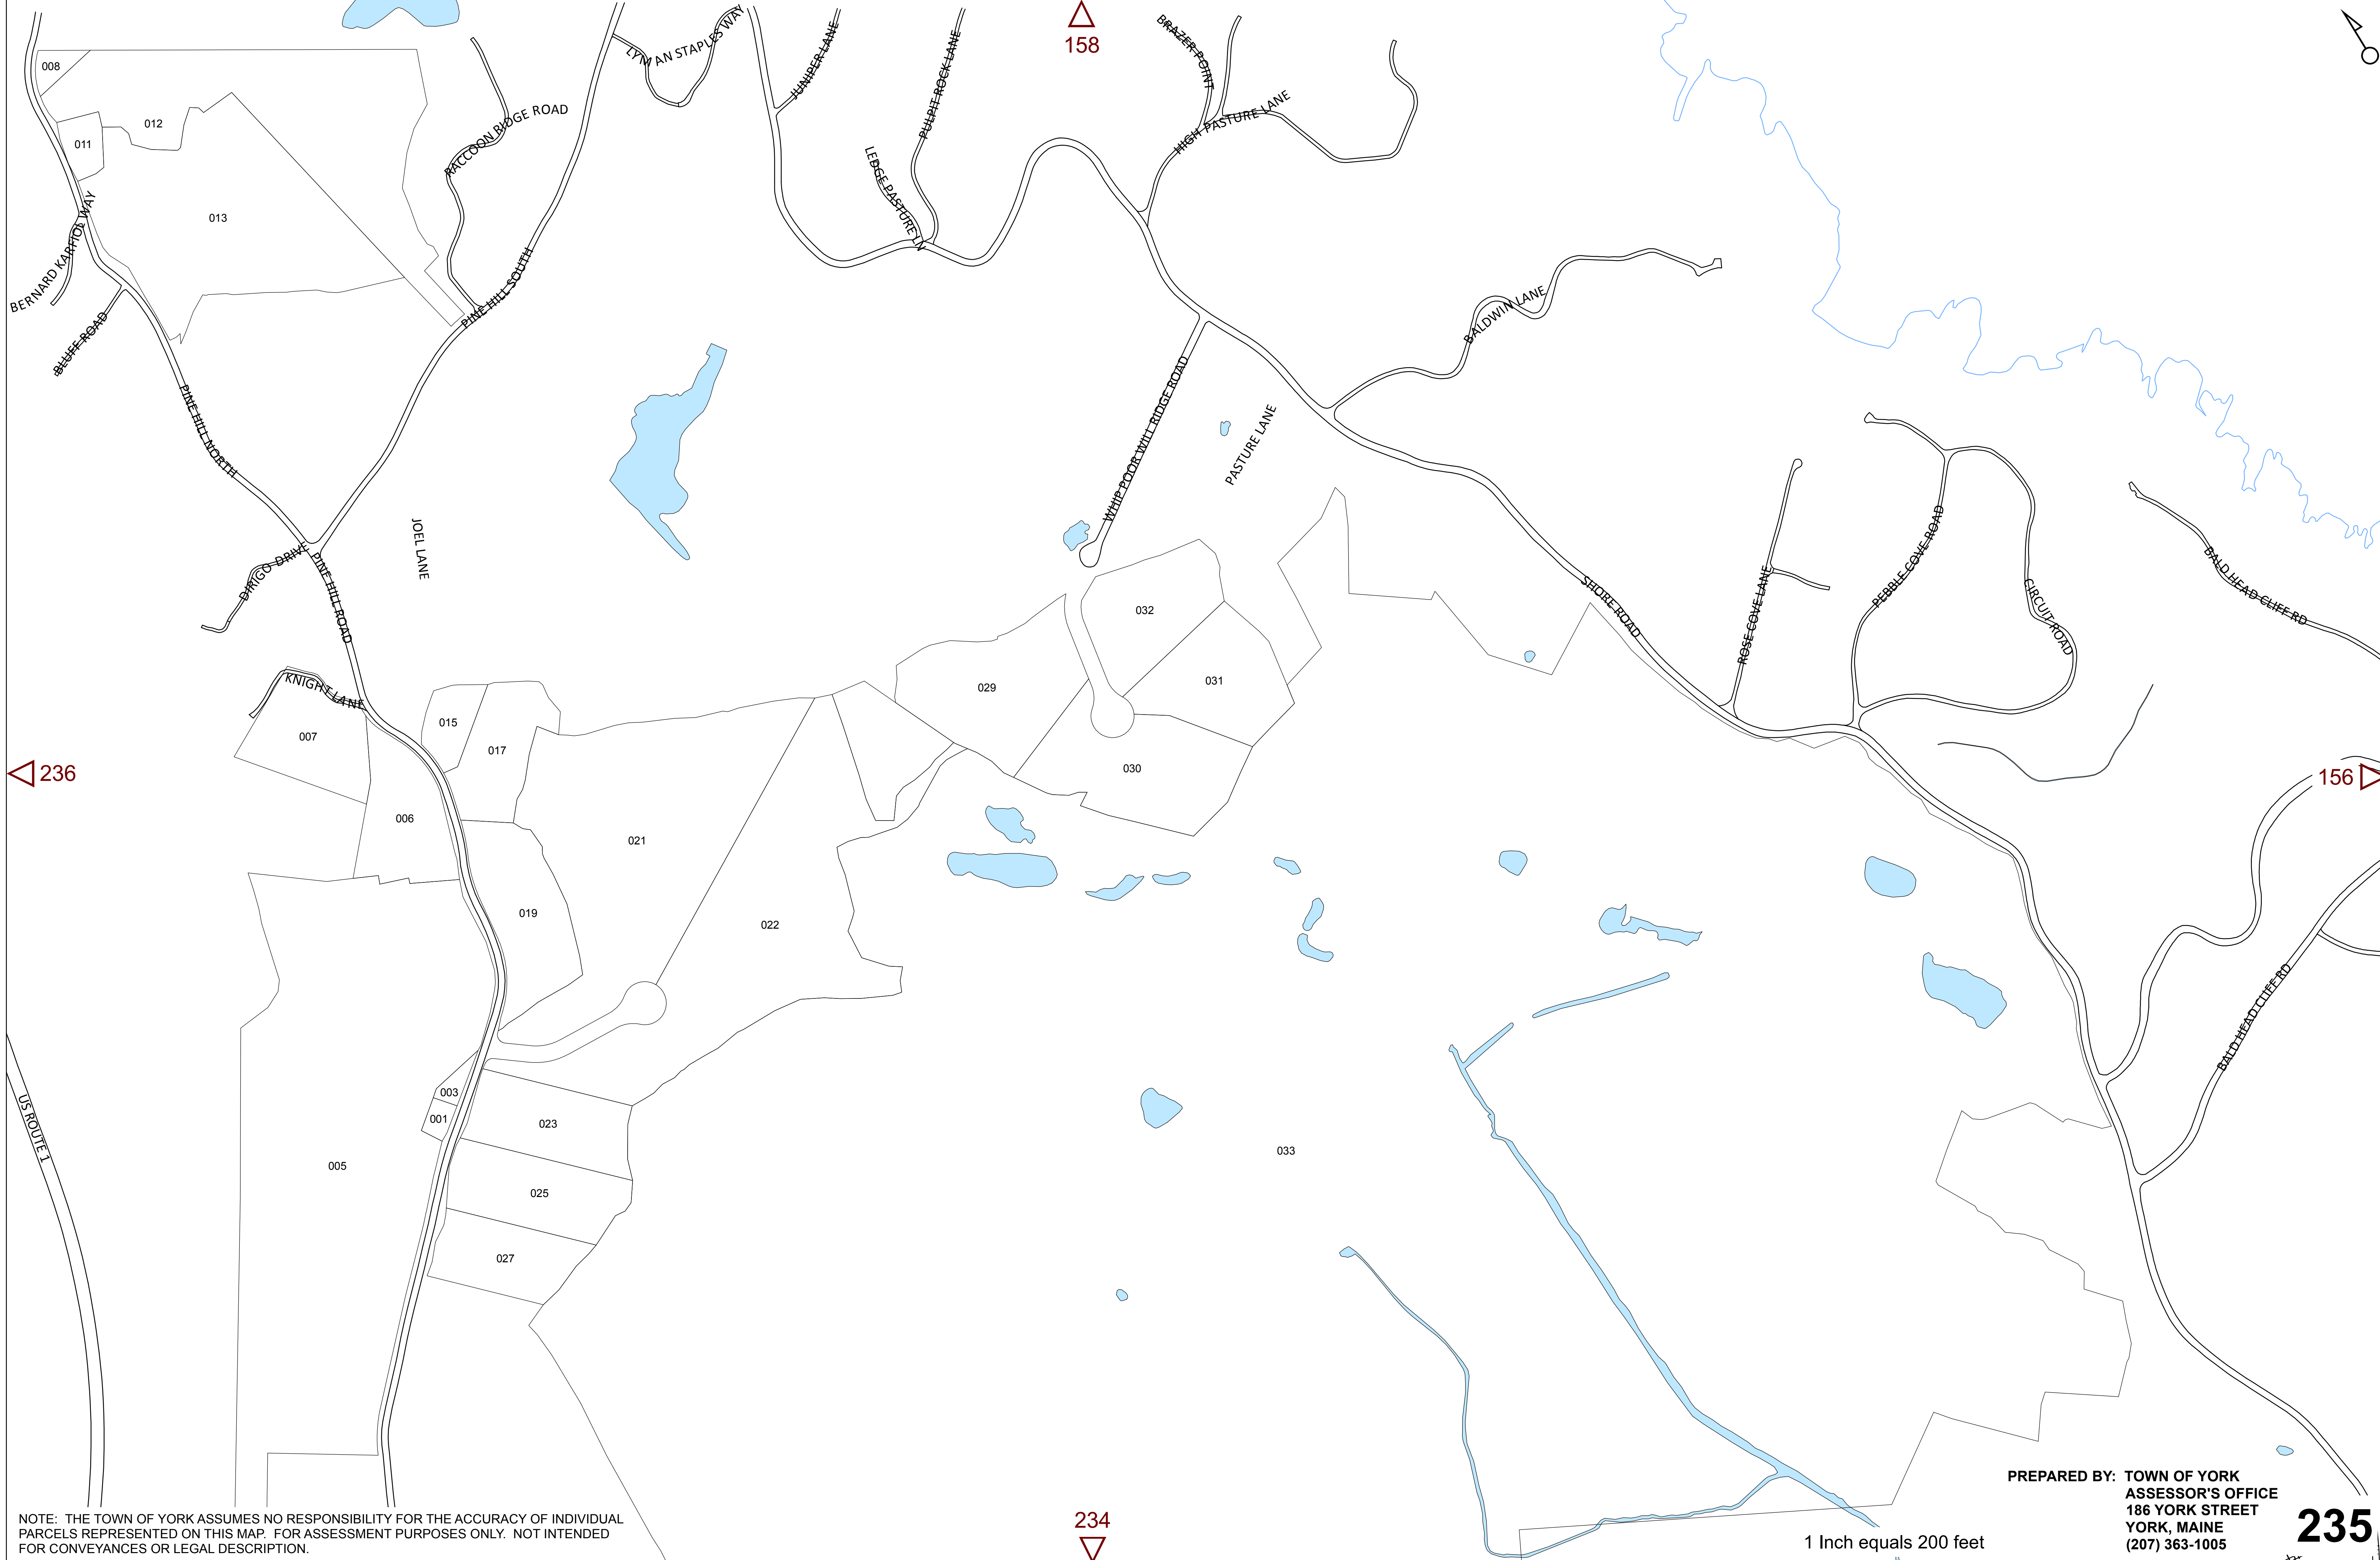 158
BRAZER POINT
LYMAN STAPLES WAY
JUNIPER LANE
PULPIT ROCK LANE
008
012
011
RACCOON RIDGE ROAD
HIGH PASTURE LANE
LEDGE PASTURE LN
013
BERNARD KARFIOL WAY
PINE HILL SOUTH
BLUFF ROAD
BALDWIN LANE
PINE HILL NORTH
WHIP POOR WILL RIDGE ROAD
PASTURE LANE
JOEL LANE
DIRIGO DRIVE
PINE HILL ROAD
SHORE ROAD
ROSE COVE LANE
PEBBLE COVE ROAD
CIRCUIT ROAD
BALD HEAD CLIFF RD
032
031
029
KNIGHT LANE
015
007
017
236
030
156
006
021
019
022
BALD HEAD CLIFF RD
US ROUTE 1
003
001
023
005
033
025
027
NOTE: THE TOWN OF YORK ASSUMES NO RESPONSIBILITY FOR THE ACCURACY OF INDIVIDUAL
PARCELS REPRESENTED ON THIS MAP. FOR ASSESSMENT PURPOSES ONLY. NOT INTENDED
FOR CONVEYANCES OR LEGAL DESCRIPTION.
234
1 Inch equals 200 feet
PREPARED BY: TOWN OF YORK
ASSESSOR'S OFFICE
186 YORK STREET
YORK, MAINE
(207) 363-1005
235